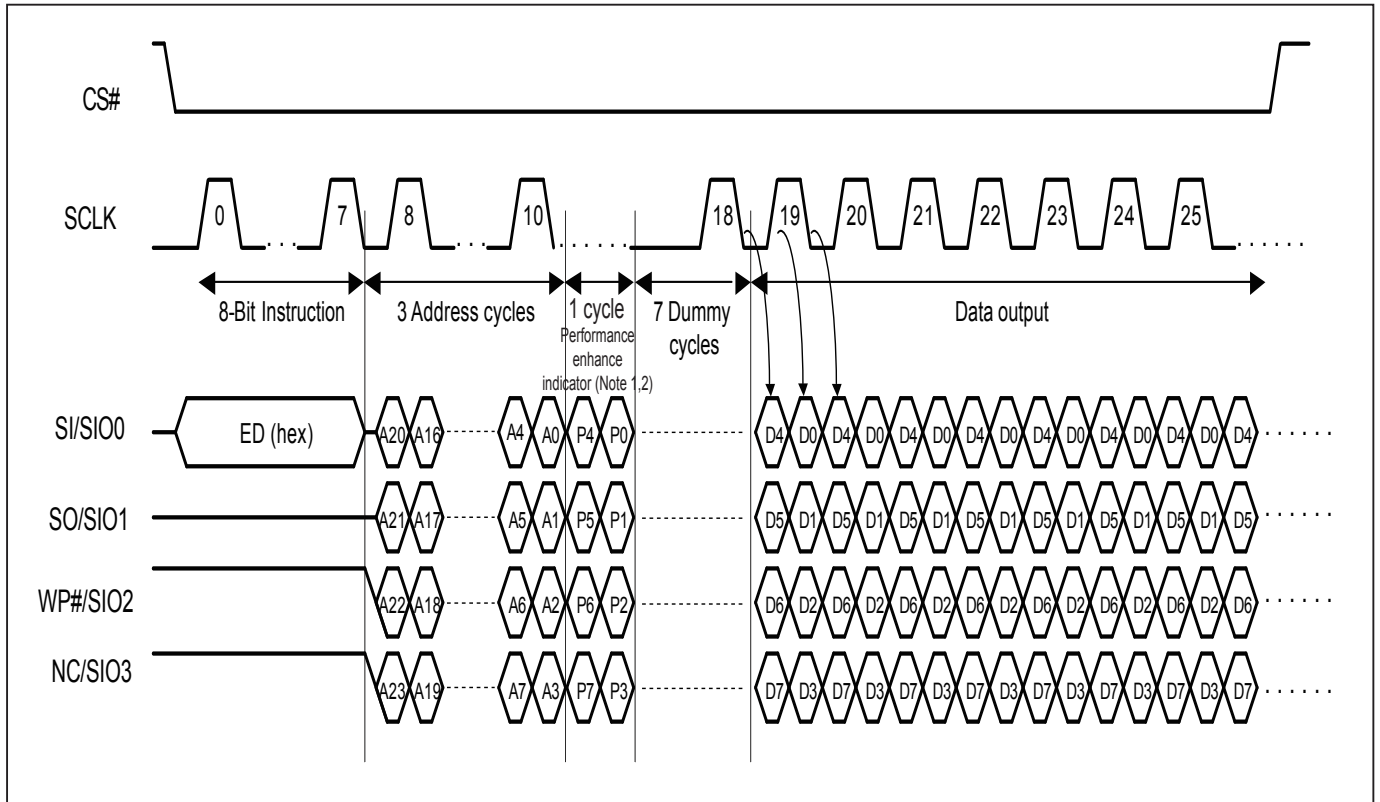 CS#
SCLK
0 7 8 10 18 19 20 21 22 23 24 25
8-Bit Instruction
3 Address cycles
1 cycle
Performance
enhance
indicator (Note 1,2)
7 Dummy
cycles
Data output
SI/SIO0
ED (hex)
A20 A16 A4 A0 P4 P0 D4 D0 D4 D0 D4 D0 D4 D0 D4 D0 D4 D0 D4 D0 D4
SO/SIO1
A21 A17 A5 A1 P5 P1 D5 D1 D5 D1 D5 D1 D5 D1 D5 D1 D5 D1 D5 D1 D5
WP#/SIO2
A22 A18 A6 A2 P6 P2 D6 D2 D6 D2 D6 D2 D6 D2 D6 D2 D6 D2 D6 D2 D6
NC/SIO3
A23 A19 A7 A3 P7 P3 D7 D3 D7 D3 D7 D3 D7 D3 D7 D3 D7 D3 D7 D3 D7